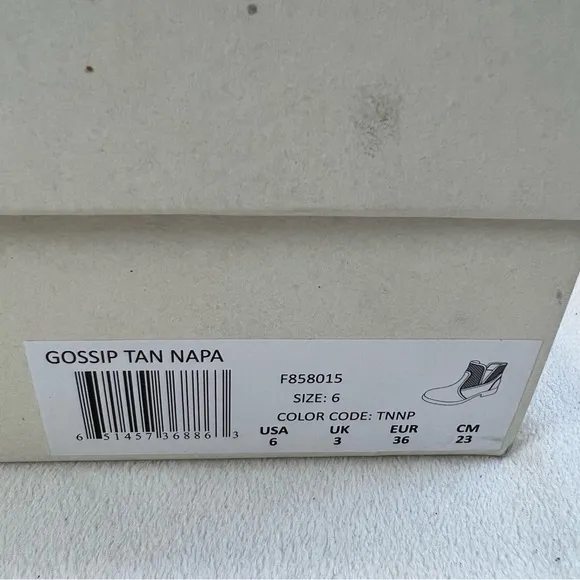 GOSSIP TAN NAPA
F858015
SIZE: 6
COLOR CODE: TNNP
6 51457 36886 3
USA UK EUR CM
6 3 36 23